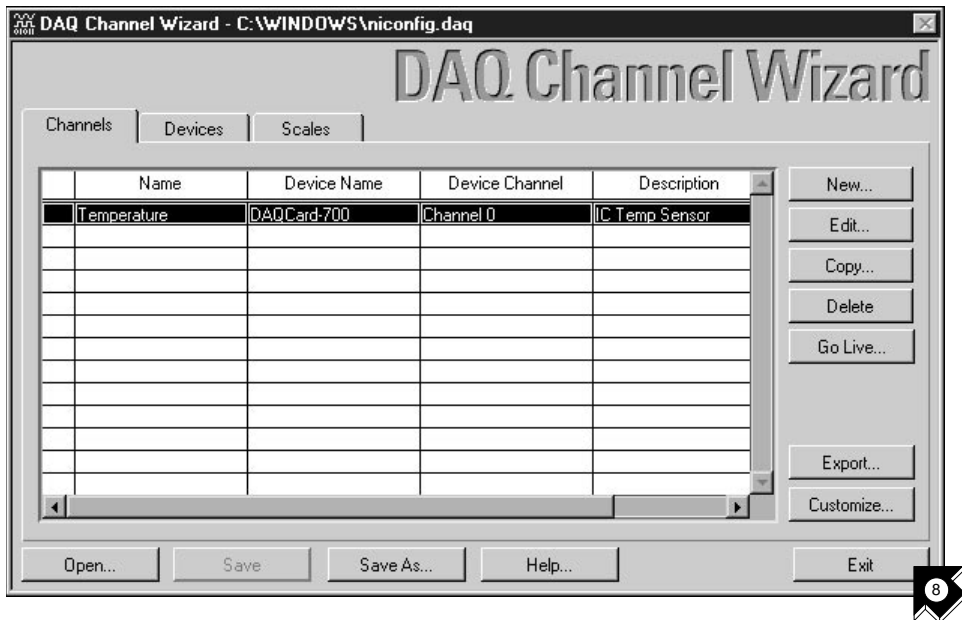 DAQ Channel Wizard - C:\WINDOWS\niconfig.daq
DAQ Channel Wizard
Channels Devices Scales
Name Device Name Device Channel Description
Temperature DAQCard-700 Channel 0 IC Temp Sensor
New...
Edit...
Copy...
Delete
Go Live...
Export...
Customize...
Open... Save Save As... Help... Exit
8